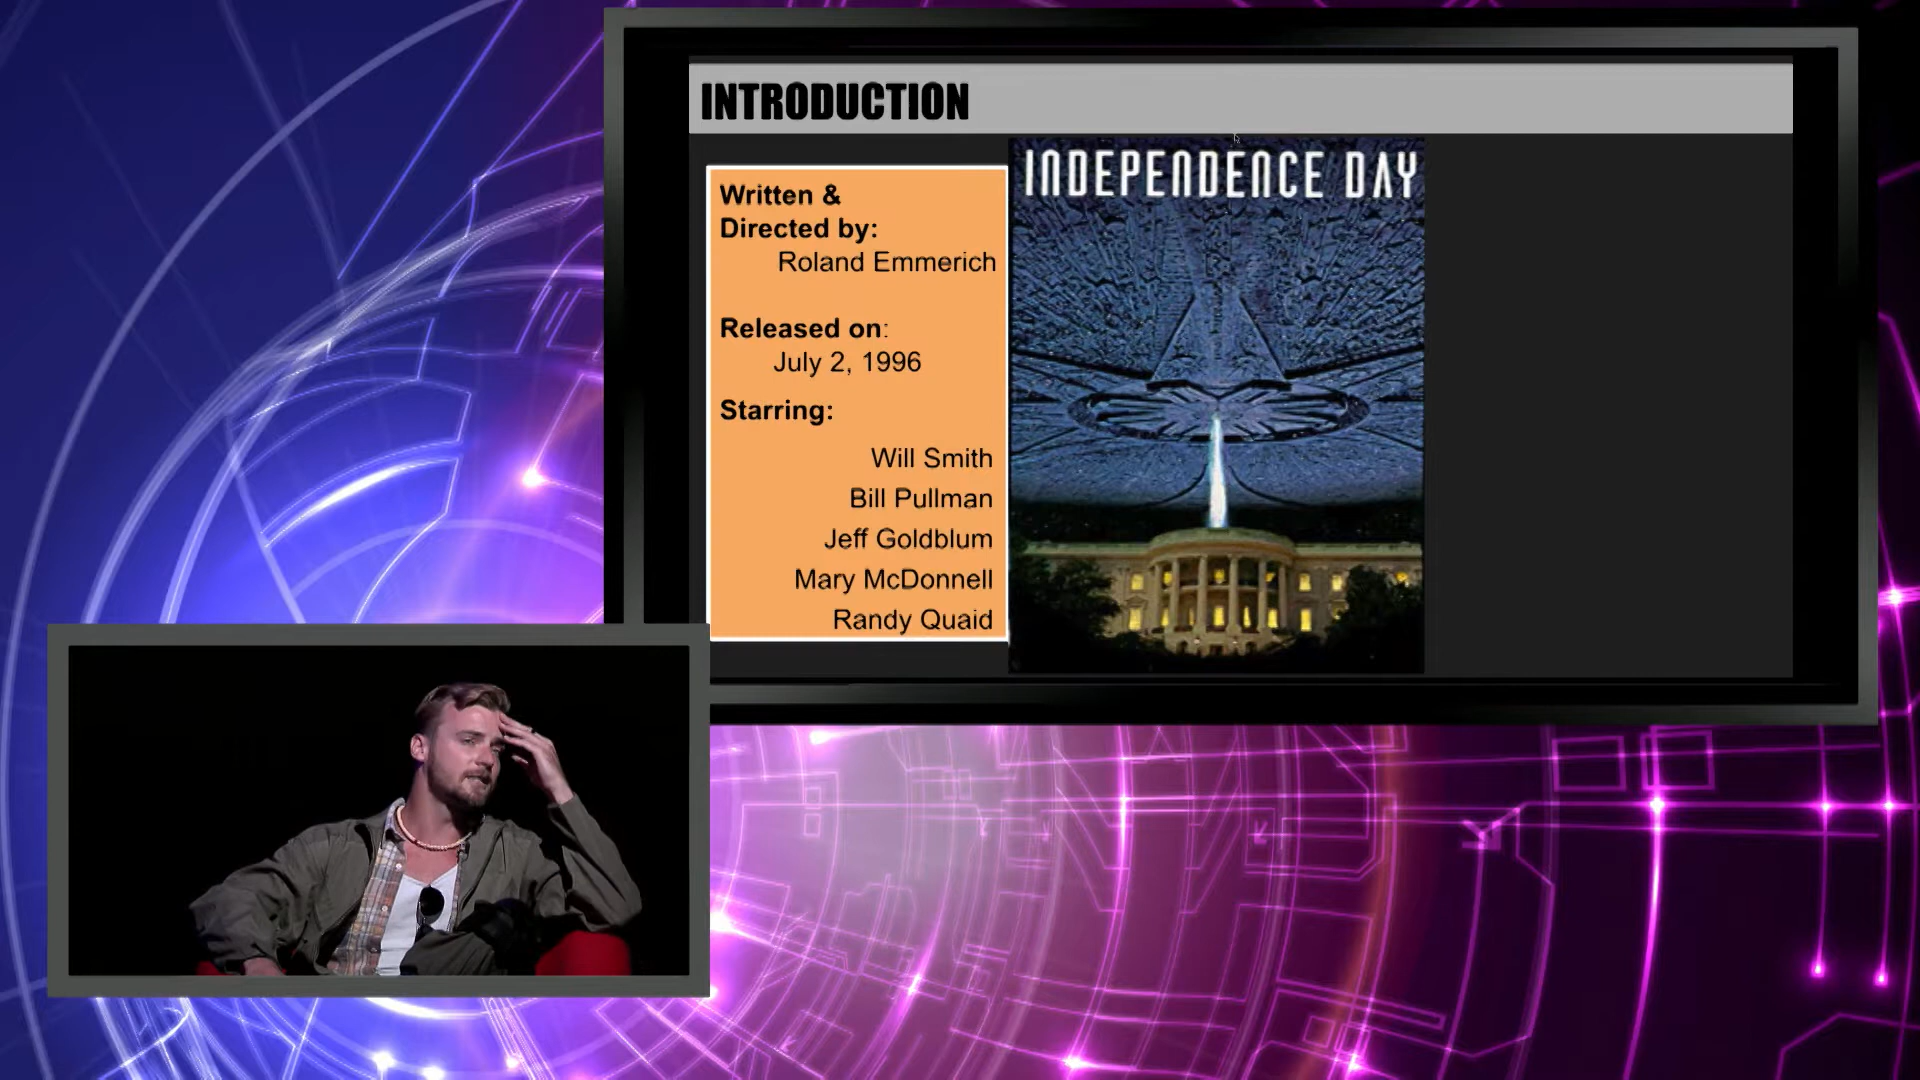 INTRODUCTION
Written &
Directed by:
Roland Emmerich
Released on:
July 2, 1996
Starring:
Will Smith
Bill Pullman
Jeff Goldblum
Mary McDonnell
Randy Quaid
INDEPENDENCE DAY